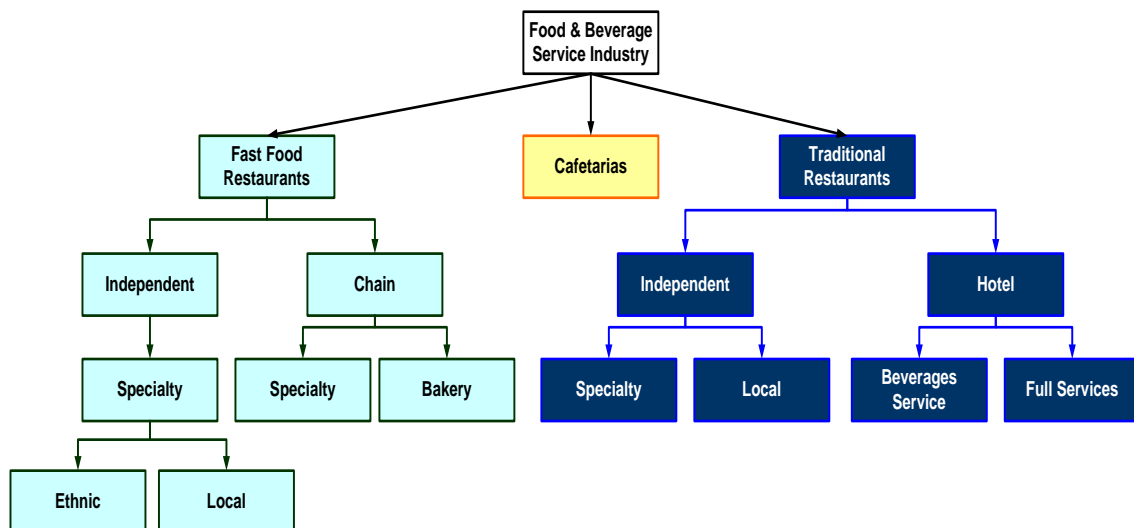 Food & Beverage
Service Industry
Fast Food
Restaurants
Cafetarias
Traditional
Restaurants
Independent
Chain
Independent
Hotel
Specialty
Specialty
Bakery
Specialty
Local
Beverages
Service
Full Services
Ethnic
Local